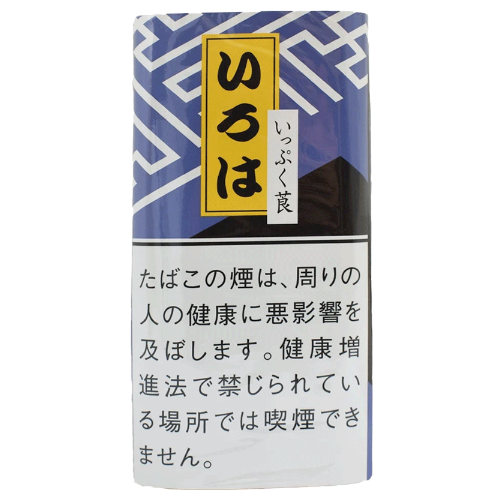 いろは
いっぷく莨
たばこの煙は、周りの
人の健康に悪影響を
及ぼします。健康増
進法で禁じられてい
る場所では喫煙でき
ません。